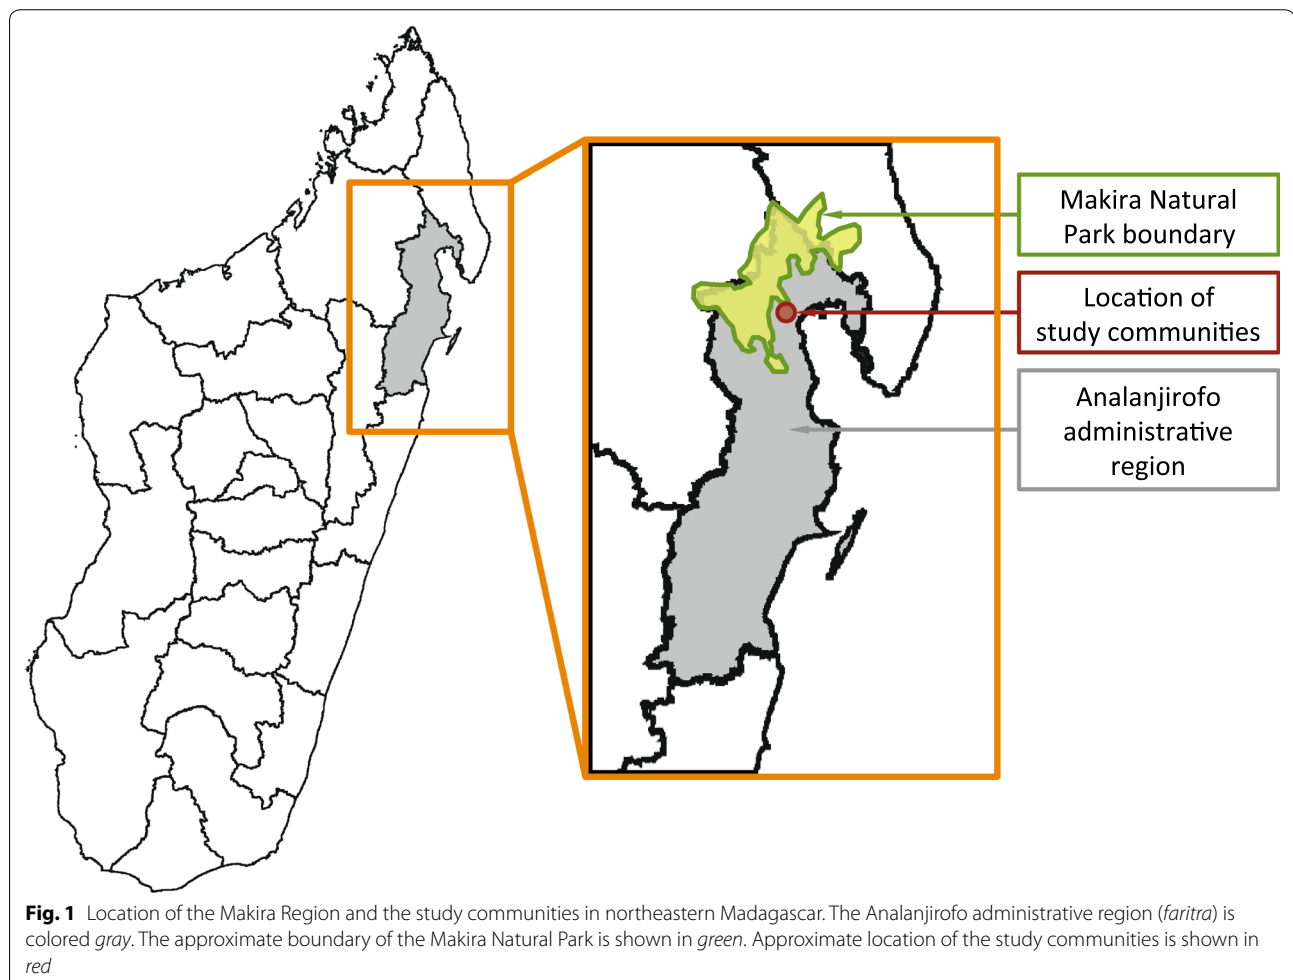 Makira Natural
Park boundary
Location of
study communities
Analanjirofo
administrative
region
Fig. 1 Location of the Makira Region and the study communities in northeastern Madagascar. The Analanjirofo administrative region (faritra) is
colored gray. The approximate boundary of the Makira Natural Park is shown in green. Approximate location of the study communities is shown in
red